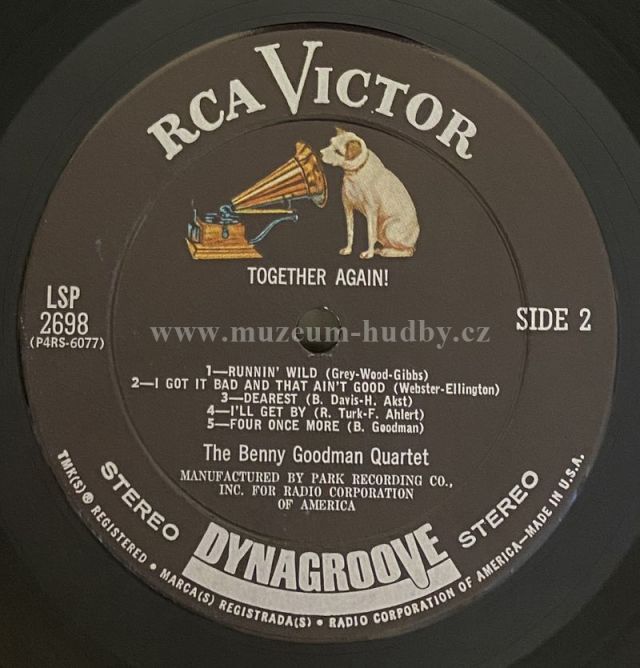 RCA VICTOR
TOGETHER AGAIN!
LSP
2698
(P4RS-6077)
SIDE 2
www.muzeum-hudby.cz
1—RUNNIN' WILD (Grey-Wood-Gibbs)
2—I GOT IT BAD AND THAT AIN'T GOOD (Webster-Ellington)
3—DEAREST (B. Davis-H. Akst)
4—I'LL GET BY (R. Turk-F. Ahlert)
5—FOUR ONCE MORE (B. Goodman)
The Benny Goodman Quartet
MANUFACTURED BY PARK RECORDING CO.,
INC. FOR RADIO CORPORATION
OF AMERICA
STEREO
DYNAGROOVE
STEREO
TMK(S) ® REGISTERED • MARCA(S) REGISTRADA(S) • RADIO CORPORATION OF AMERICA—MADE IN U.S.A.